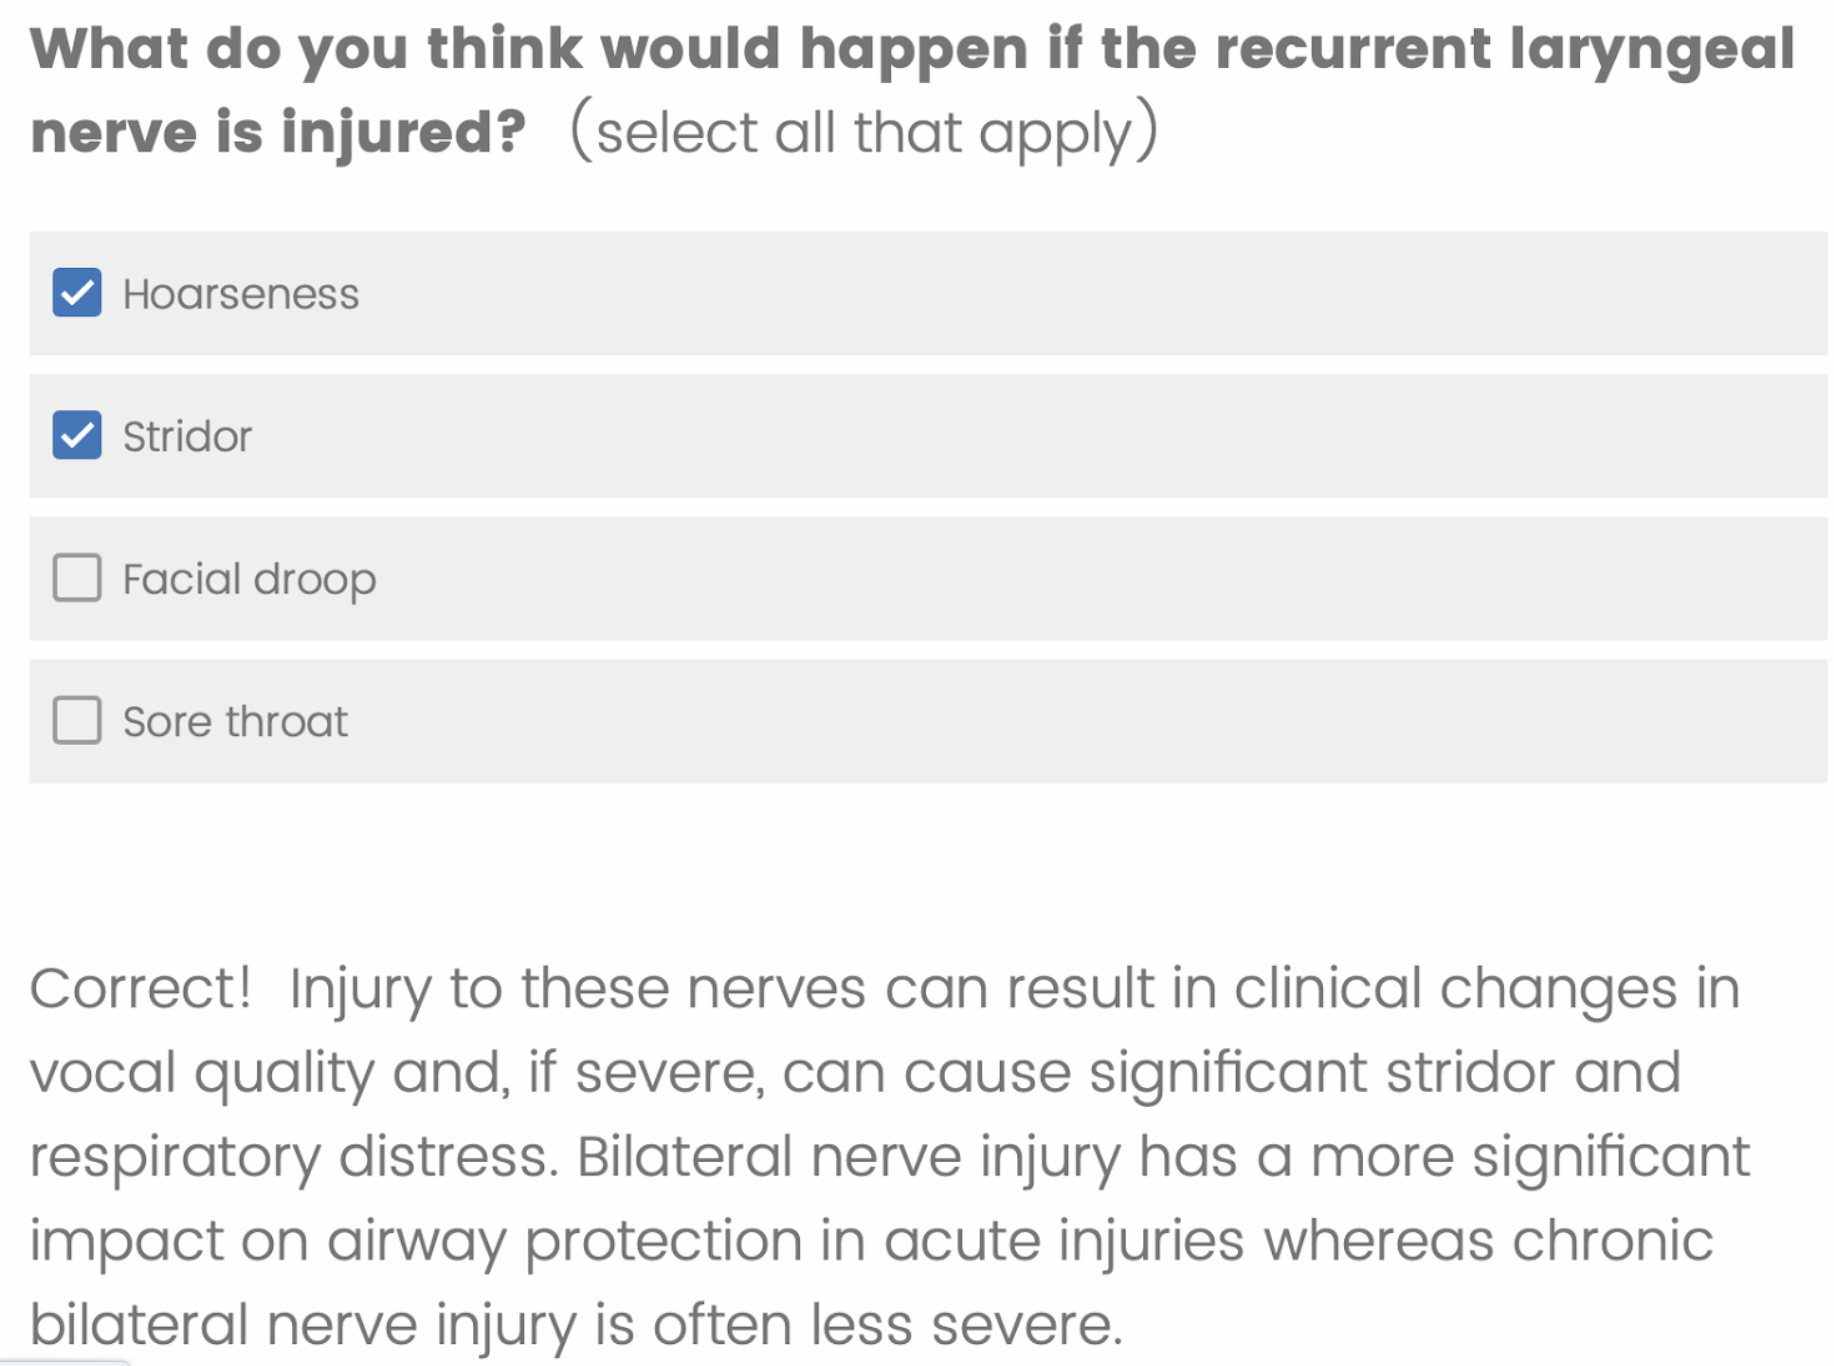 What do you think would happen if the recurrent laryngeal
nerve is injured? (select all that apply)
Hoarseness
Stridor
Facial droop
Sore throat
Correct! Injury to these nerves can result in clinical changes in
vocal quality and, if severe, can cause significant stridor and
respiratory distress. Bilateral nerve injury has a more significant
impact on airway protection in acute injuries whereas chronic
bilateral nerve injury is often less severe.